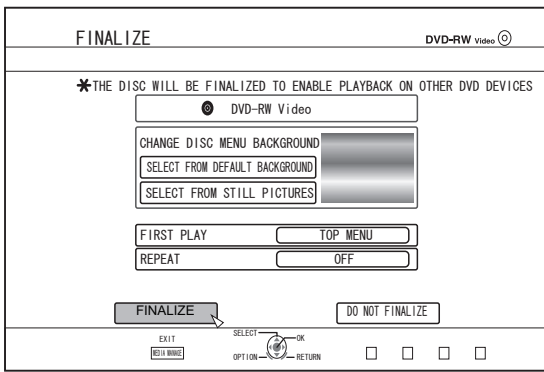 FINALIZE
DVD-RW Video
*THE DISC WILL BE FINALIZED TO ENABLE PLAYBACK ON OTHER DVD DEVICES
DVD-RW Video
CHANGE DISC MENU BACKGROUND
SELECT FROM DEFAULT BACKGROUND
SELECT FROM STILL PICTURES
FIRST PLAY TOP MENU
REPEAT OFF
FINALIZE DO NOT FINALIZE
EXIT SELECT OK
MEDIA MANAGE OPTION RETURN